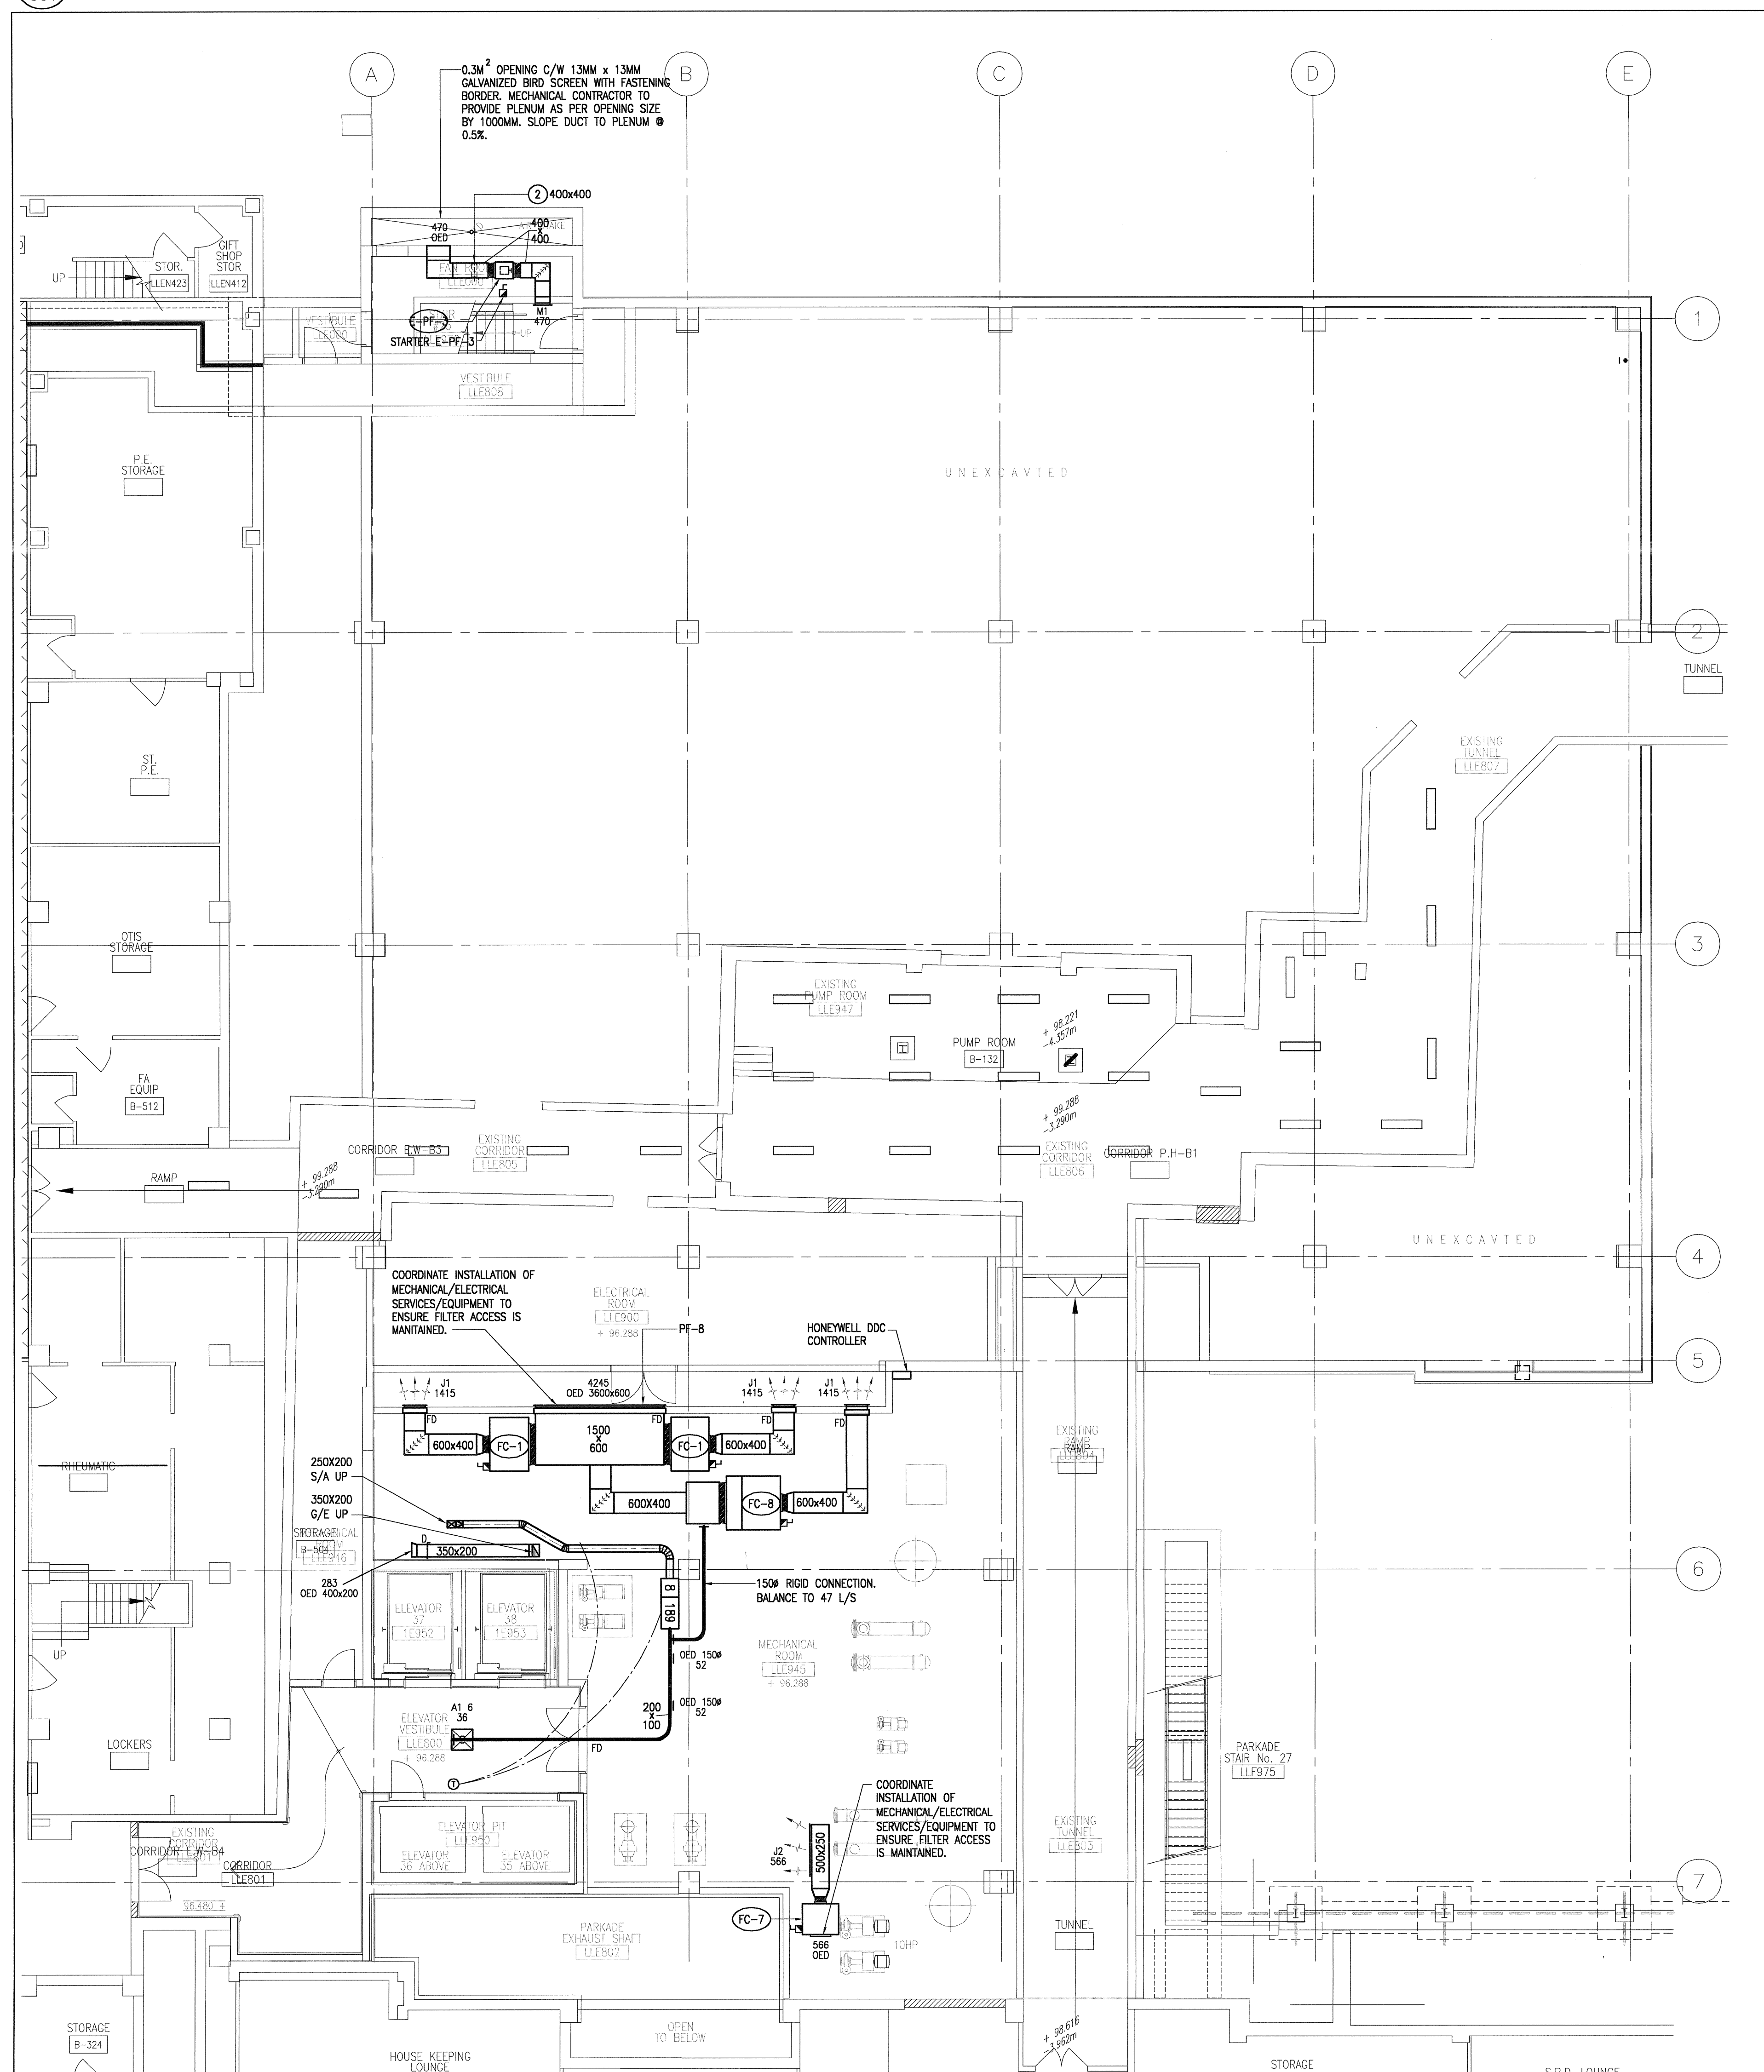 A
B
C
D
E
0.3M² OPENING C/W 13MM x 13MM
GALVANIZED BIRD SCREEN WITH FASTENING
BORDER. MECHANICAL CONTRACTOR TO
PROVIDE PLENUM AS PER OPENING SIZE
BY 1000MM. SLOPE DUCT TO PLENUM @
0.5%.
2 400x400
470
OED
400
x
400
GIFT
SHOP
STOR
LLEN412
STOR.
LLEN423
UP
FAN ROOM
M1
470
STARTER E-PF-3
UP
VESTIBULE
LLE000
VESTIBULE
LLE808
1
P.E.
STORAGE
UNEXCAVTED
2
TUNNEL
EXISTING
TUNNEL
LLE807
ST.
P.E.
OTIS
STORAGE
3
EXISTING
PUMP ROOM
LLE947
+ 98.221
-4.357m
PUMP ROOM
B-132
FA
EQUIP
B-512
+ 99.288
-3.290m
CORRIDOR E.W-B3
EXISTING
CORRIDOR
LLE805
EXISTING
CORRIDOR
LLE806
CORRIDOR P.H-B1
RAMP
+ 99.288
-3.290m
UNEXCAVTED
4
COORDINATE INSTALLATION OF
MECHANICAL/ELECTRICAL
SERVICES/EQUIPMENT TO
ENSURE FILTER ACCESS IS
MANITAINED.
ELECTRICAL
ROOM
LLE900
+ 96.288
PF-8
HONEYWELL DDC
CONTROLLER
5
J1
1415
4245
OED 3600x600
J1
1415
J1
1415
FD
FD
FD
FD
600x400
FC-1
1500
x
600
FC-1
600x400
EXISTING
RAMP
RAMP
RHEUMATIC
250X200
S/A UP
350X200
G/E UP
600X400
FC-8
600x400
STORAGE
B-504
MECHANICAL
ROOM
LLE946
D
350x200
283
OED 400x200
6
ELEVATOR
37
1E952
ELEVATOR
38
1E953
8
189
150ø RIGID CONNECTION.
BALANCE TO 47 L/S
UP
OED 150ø
52
MECHANICAL
ROOM
LLE945
+ 96.288
A1 6
36
200
x
100
OED 150ø
52
ELEVATOR
VESTIBULE
LLE800
+ 96.288
FD
T
LOCKERS
PARKADE
STAIR No. 27
LLF975
COORDINATE
INSTALLATION OF
MECHANICAL/ELECTRICAL
SERVICES/EQUIPMENT TO
ENSURE FILTER ACCESS
IS MAINTAINED.
EXISTING
CORRIDOR
CORRIDOR E.W-B4
CORRIDOR
LLE801
ELEVATOR PIT
LLE950
ELEVATOR
36 ABOVE
ELEVATOR
35 ABOVE
J2
566
500x250
EXISTING
TUNNEL
LLE803
7
96.480 +
FC-7
566
OED
10HP
PARKADE
EXHAUST SHAFT
LLE802
TUNNEL
STORAGE
B-324
OPEN
TO BELOW
+ 98.616
-3.962m
HOUSE KEEPING
LOUNGE
STORAGE